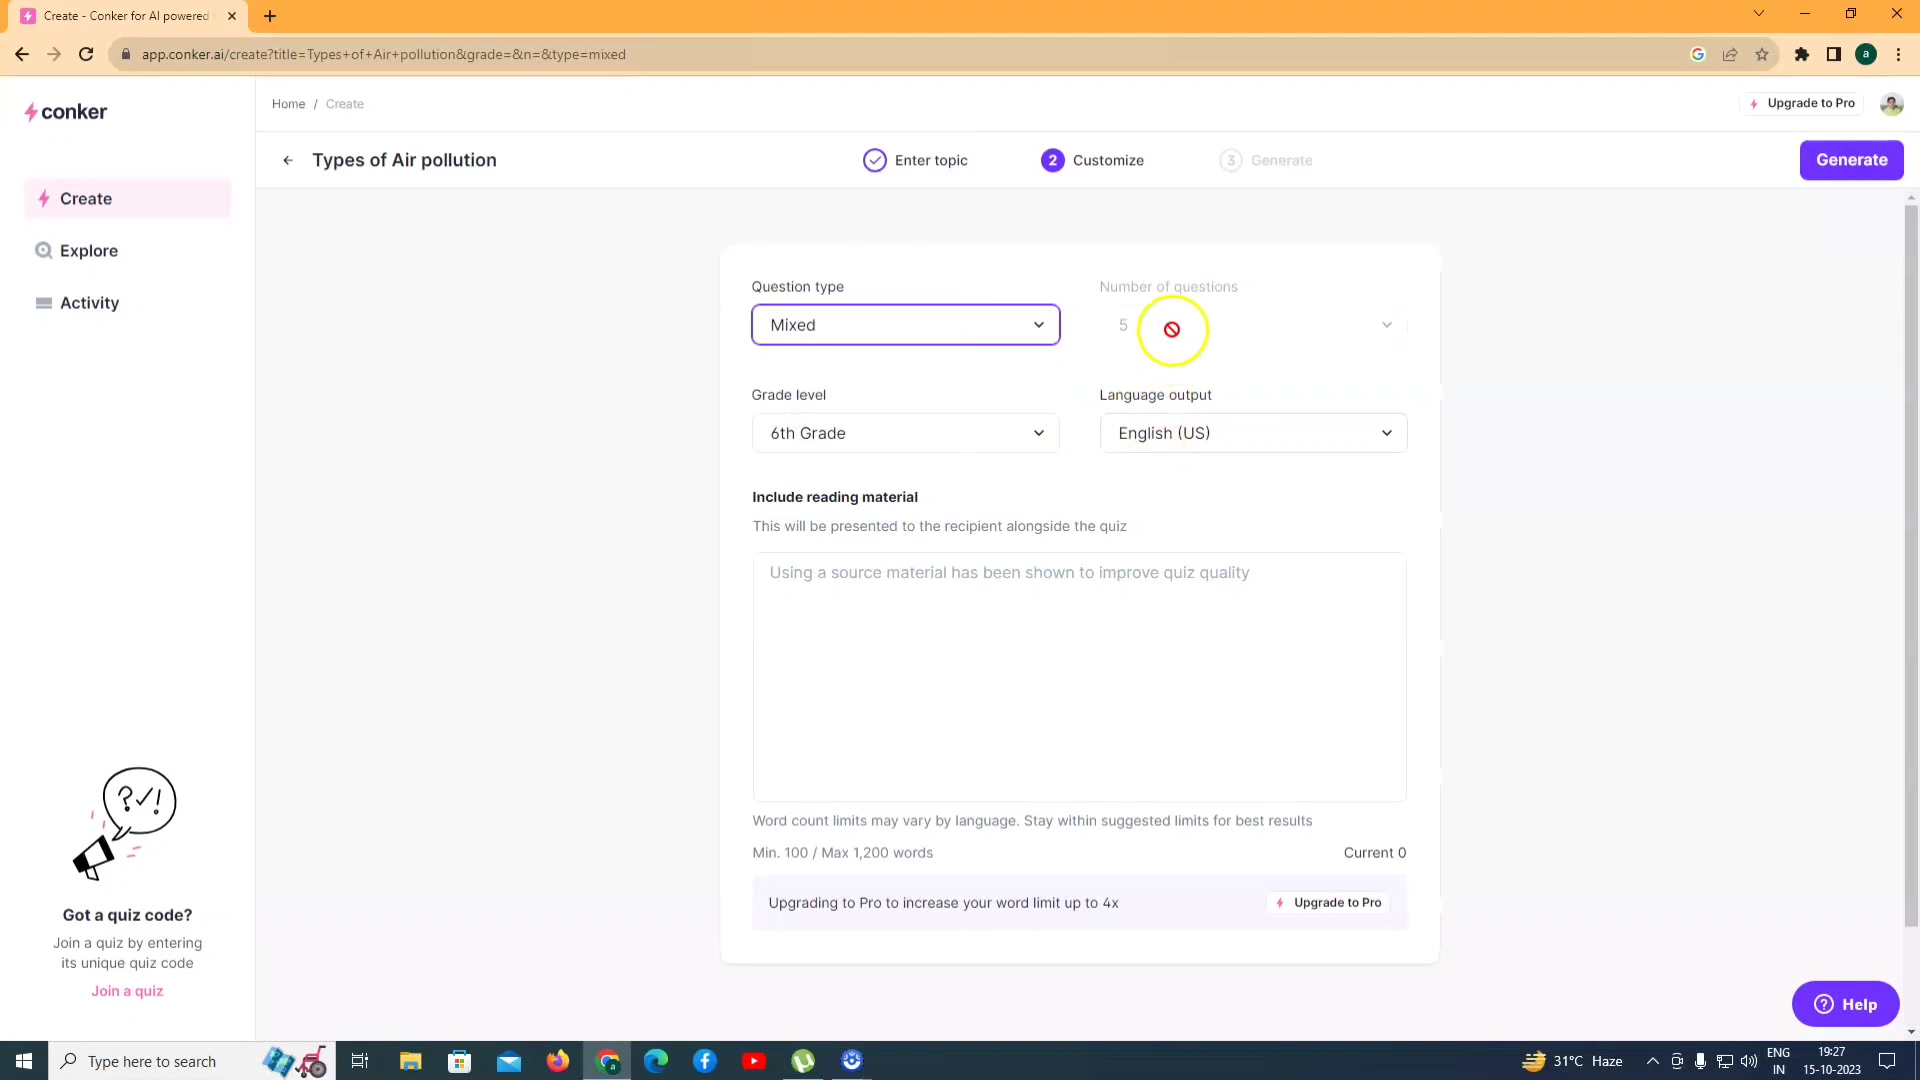 Create - Conker for AI powered
app.conker.ai/create?title=Types+of+Air+pollution&grade=&n=&type=mixed
a
conker
Home / Create
Upgrade to Pro
Types of Air pollution
Enter topic
2 Customize
3 Generate
Generate
Create
Explore
Activity
Question type
Number of questions
Mixed
5
Grade level
Language output
6th Grade
English (US)
Include reading material
This will be presented to the recipient alongside the quiz
Using a source material has been shown to improve quiz quality
Word count limits may vary by language. Stay within suggested limits for best results
Min. 100 / Max 1,200 words
Current 0
Upgrading to Pro to increase your word limit up to 4x
Upgrade to Pro
?✓!
Got a quiz code?
Join a quiz by entering
its unique quiz code
Join a quiz
Help
Type here to search
31°C Haze
ENG
IN
19:27
15-10-2023